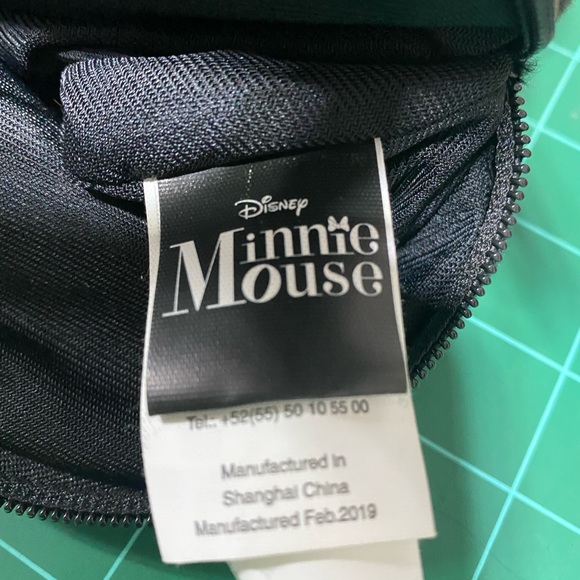 Disney
Minnie
Mouse
Tel.: +52(55) 50 10 55 00
Manufactured in
Shanghai China
Manufactured Feb.2019